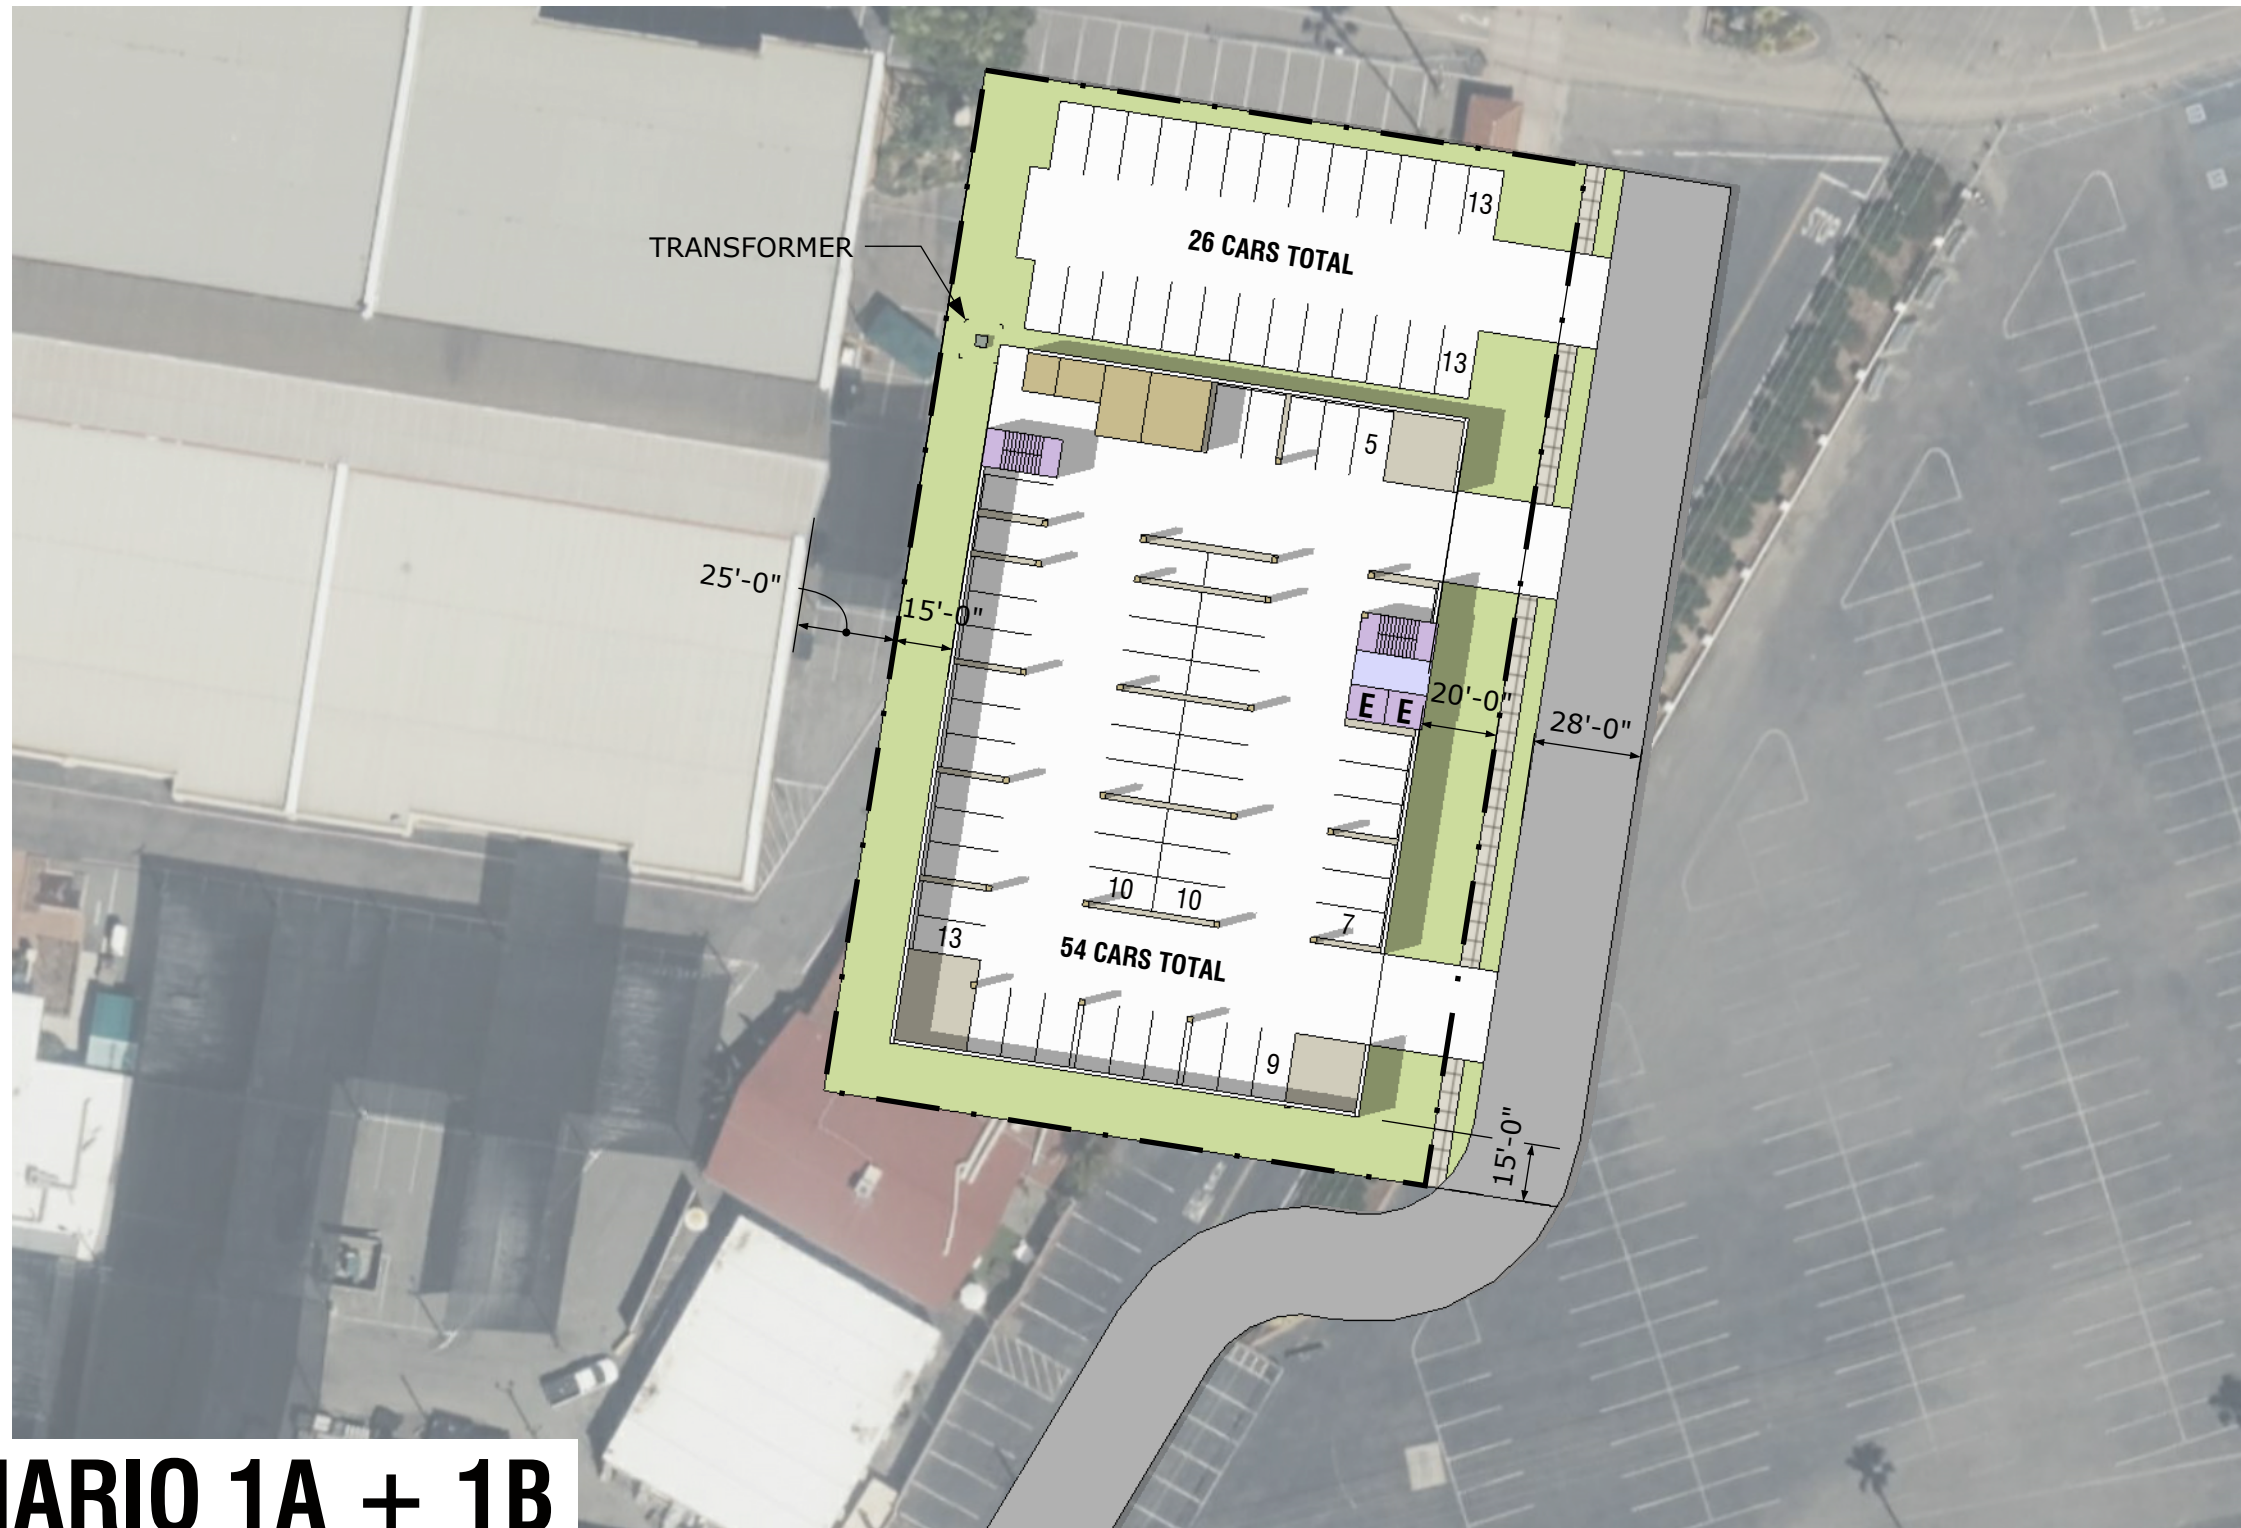 13
26 CARS TOTAL
TRANSFORMER
13
5
25'-0"
15'-0"
E E
20'-0"
28'-0"
10
10
7
13
54 CARS TOTAL
9
15'-0"
STOP
1A + 1B